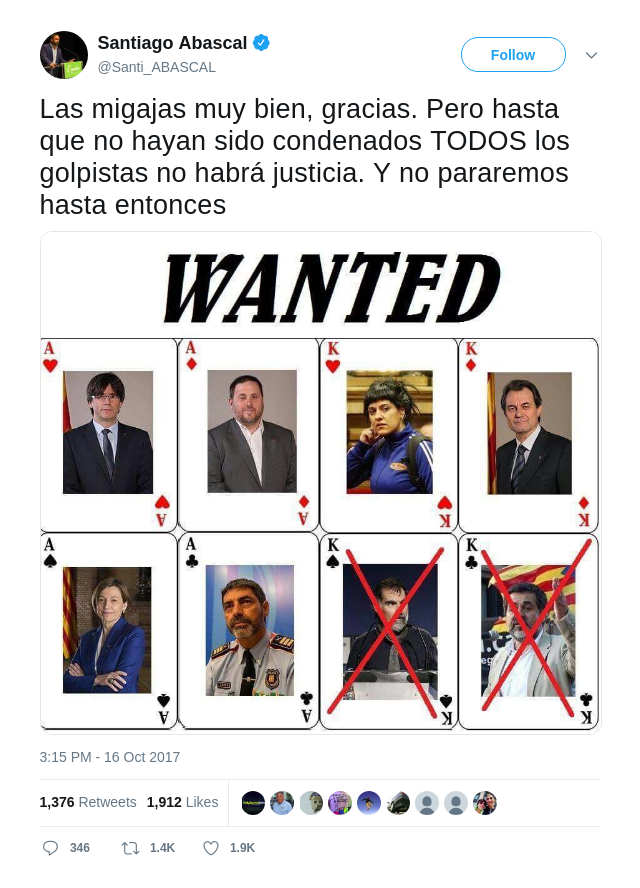 Santiago Abascal
@Santi_ABASCAL
Follow
Las migajas muy bien, gracias. Pero hasta
que no hayan sido condenados TODOS los
golpistas no habrá justicia. Y no pararemos
hasta entonces
WANTED
A A K K
A A K K
A A K K
A A K K
3:15 PM - 16 Oct 2017
1,376 Retweets 1,912 Likes
346 1.4K 1.9K